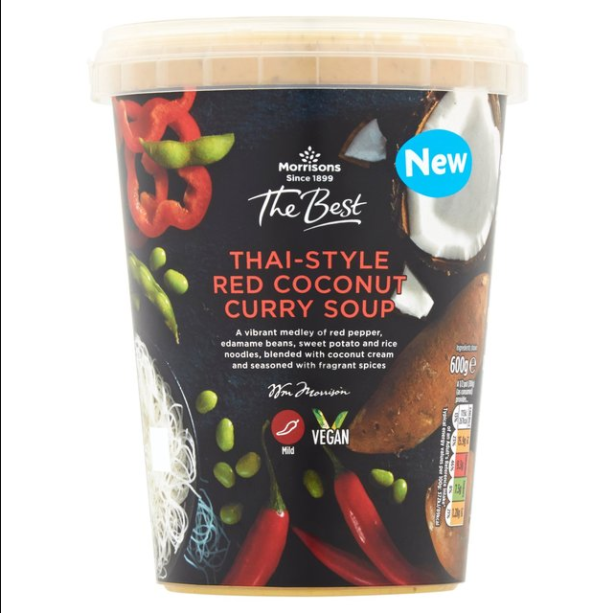 New
Morrisons
Since 1899
The Best
THAI-STYLE
RED COCONUT
CURRY SOUP
A vibrant medley of red pepper,
edamame beans, sweet potato and rice
noodles, blended with coconut cream
and seasoned with fragrant spices
Wm Morrison
Mild
VEGAN
600g e